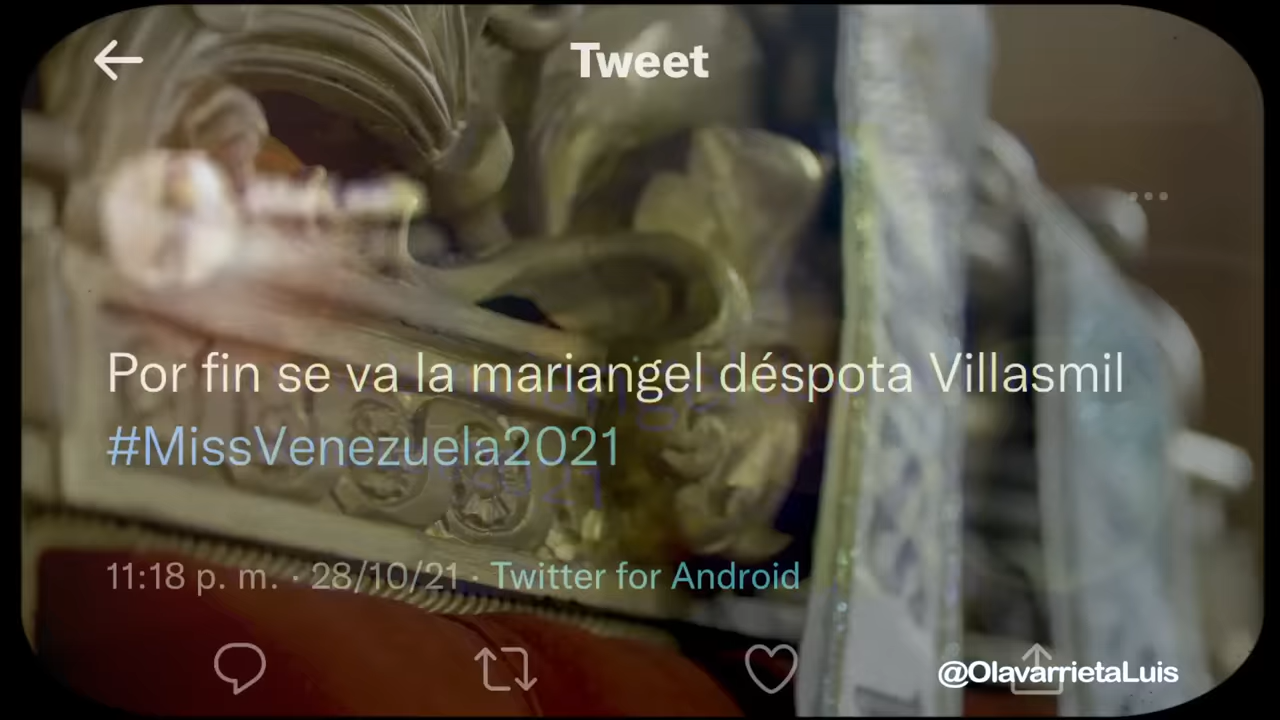 Tweet
Por fin se va la mariangel déspota Villasmil
#MissVenezuela2021
11:18 p. m. · 28/10/21 · Twitter for Android
@OlavarrietaLuis